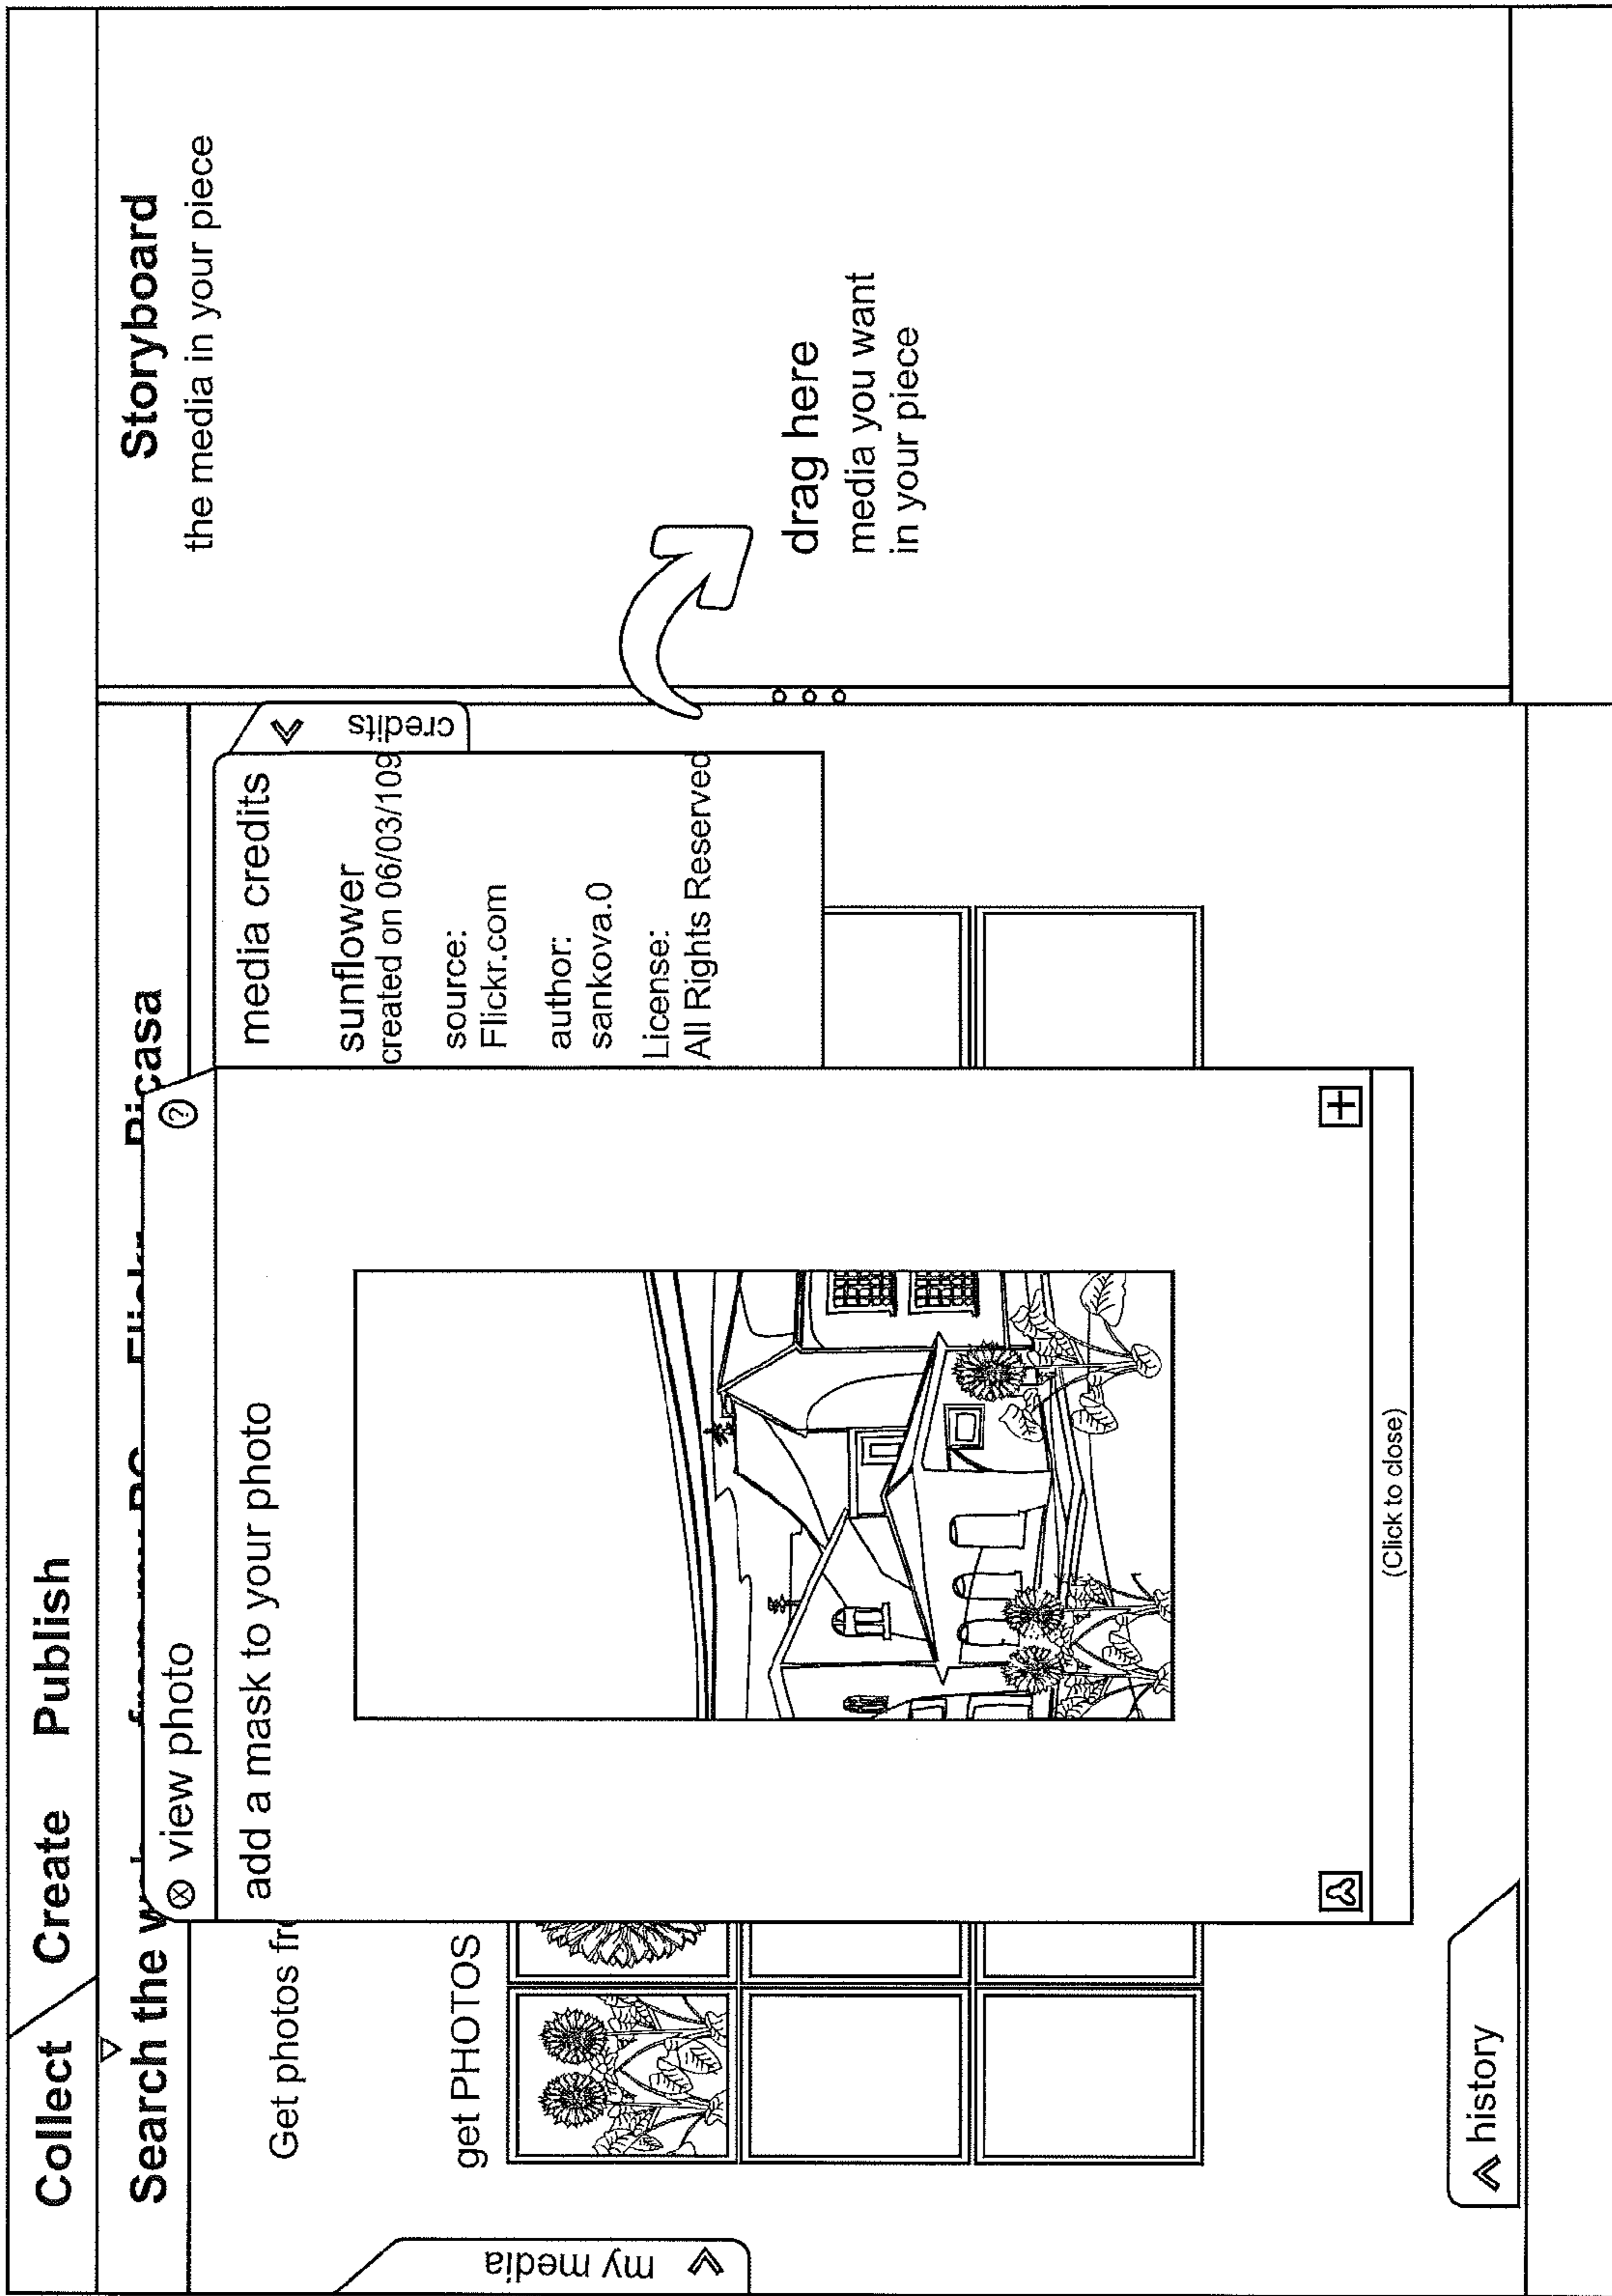 Collect Create Publish
Search the
Picasa
view photo
?
add a mask to your photo
Get photos
get PHOTOS
(Click to close)
media credits
sunflower
created on 06/03/109
source:
Flickr.com
author:
sankova.0
License:
All Rights Reserved
credits
my media
history
Storyboard
the media in your piece
drag here
media you want
in your piece